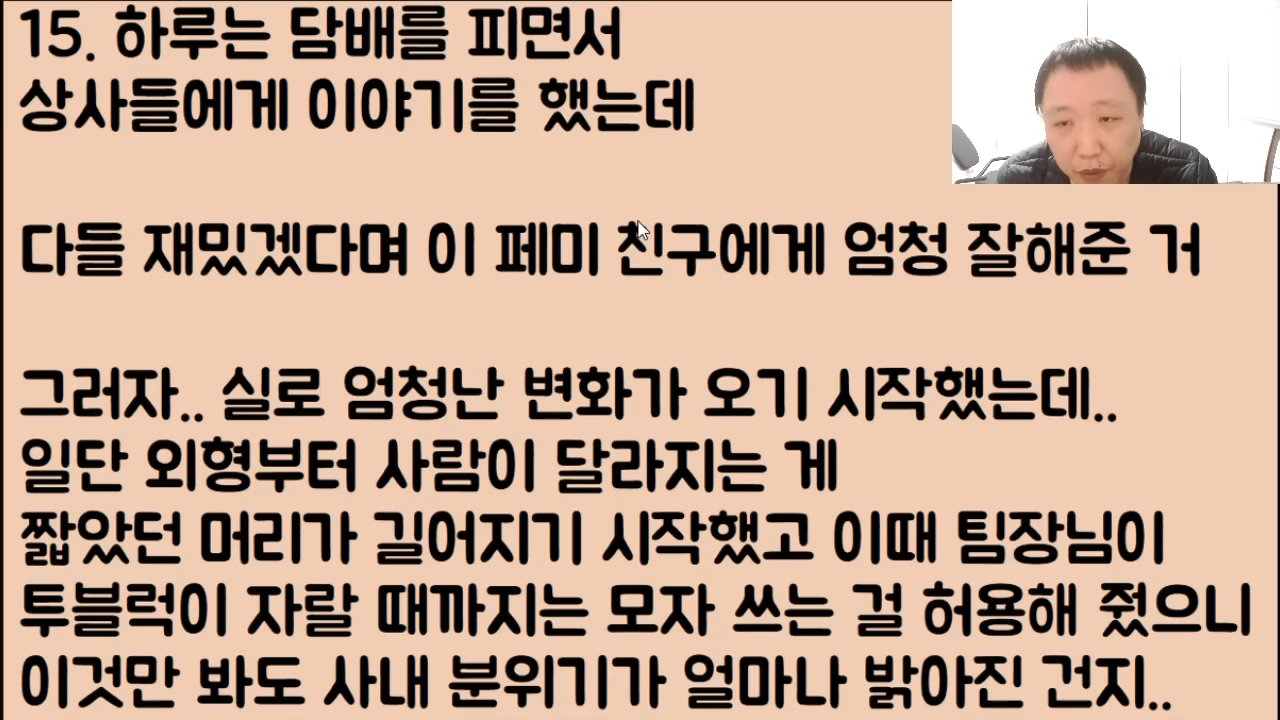 15. 하루는 담배를 피면서
상사들에게 이야기를 했는데
다들 재밌겠다며 이 페미 친구에게 엄청 잘해준 거
그러자.. 실로 엄청난 변화가 오기 시작했는데..
일단 외형부터 사람이 달라지는 게
짧았던 머리가 길어지기 시작했고 이때 팀장님이
투블럭이 자랄 때까지는 모자 쓰는 걸 허용해 줬으니
이것만 봐도 사내 분위기가 얼마나 밝아진 건지..